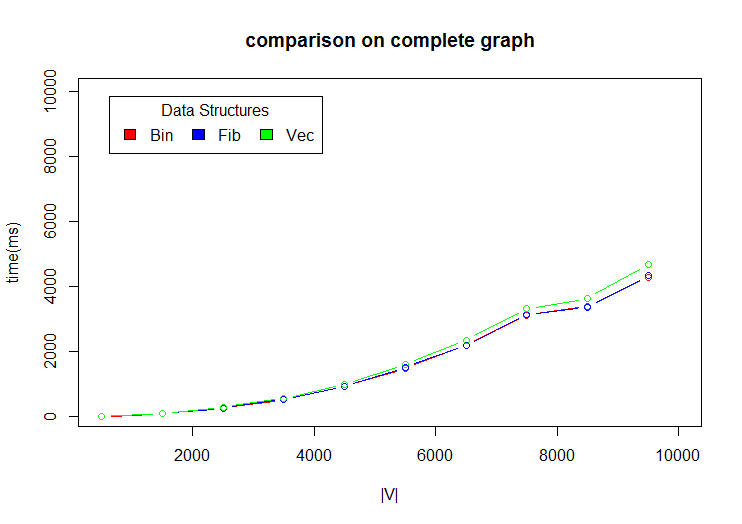 comparison on complete graph
Data Structures
Bin Fib Vec
time(ms)
10000
8000
6000
4000
2000
0
2000 4000 6000 8000 10000
|V|